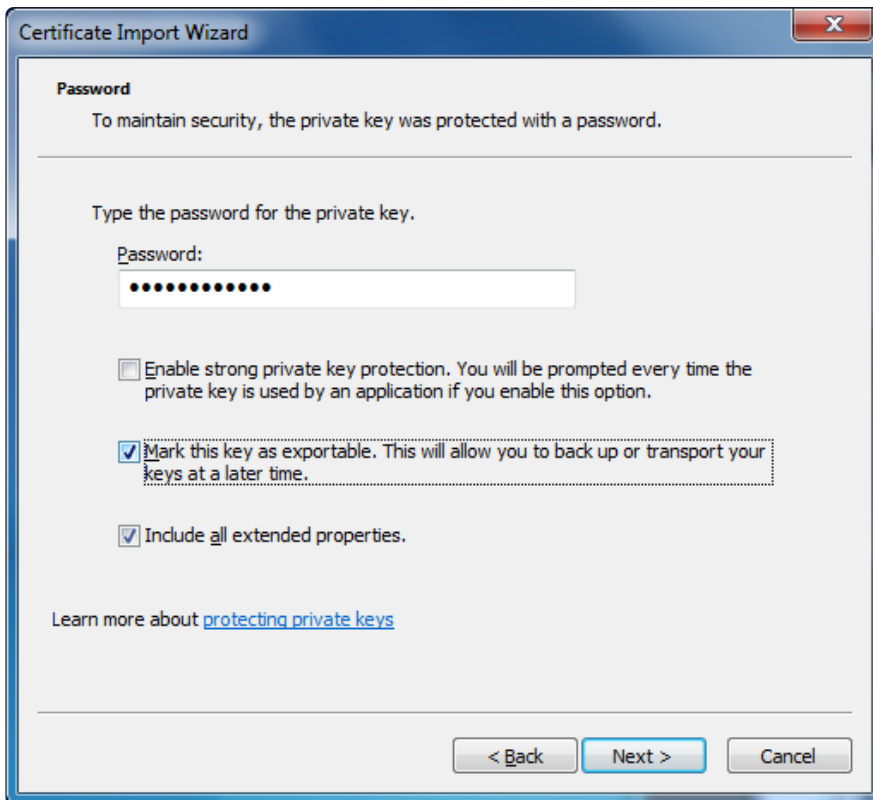 Certificate Import Wizard
Password
To maintain security, the private key was protected with a password.
Type the password for the private key.
Password:
••••••••••••
Enable strong private key protection. You will be prompted every time the
private key is used by an application if you enable this option.
Mark this key as exportable. This will allow you to back up or transport your
keys at a later time.
Include all extended properties.
Learn more about protecting private keys
< Back Next > Cancel